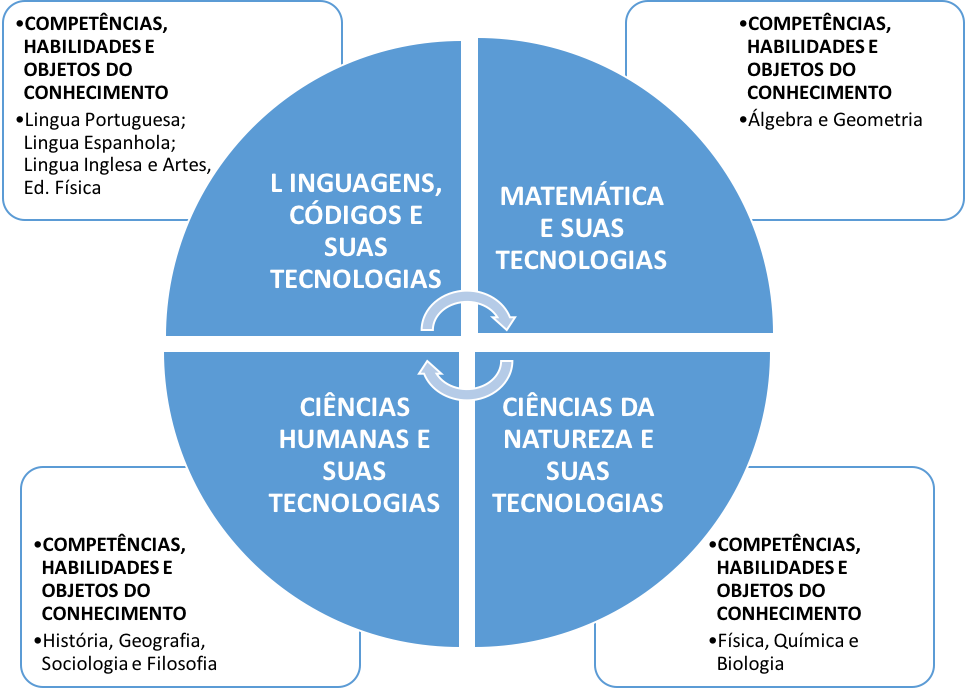 •COMPETÊNCIAS,
HABILIDADES E
OBJETOS DO
CONHECIMENTO
•Lingua Portuguesa;
Lingua Espanhola;
Lingua Inglesa e Artes,
Ed. Física
•COMPETÊNCIAS,
HABILIDADES E
OBJETOS DO
CONHECIMENTO
•Álgebra e Geometria
L INGUAGENS,
CÓDIGOS E
SUAS
TECNOLOGIAS
MATEMÁTICA
E SUAS
TECNOLOGIAS
CIÊNCIAS
HUMANAS E
SUAS
TECNOLOGIAS
CIÊNCIAS DA
NATUREZA E
SUAS
TECNOLOGIAS
•COMPETÊNCIAS,
HABILIDADES E
OBJETOS DO
CONHECIMENTO
•História, Geografia,
Sociologia e Filosofia
•COMPETÊNCIAS,
HABILIDADES E
OBJETOS DO
CONHECIMENTO
•Física, Química e
Biologia